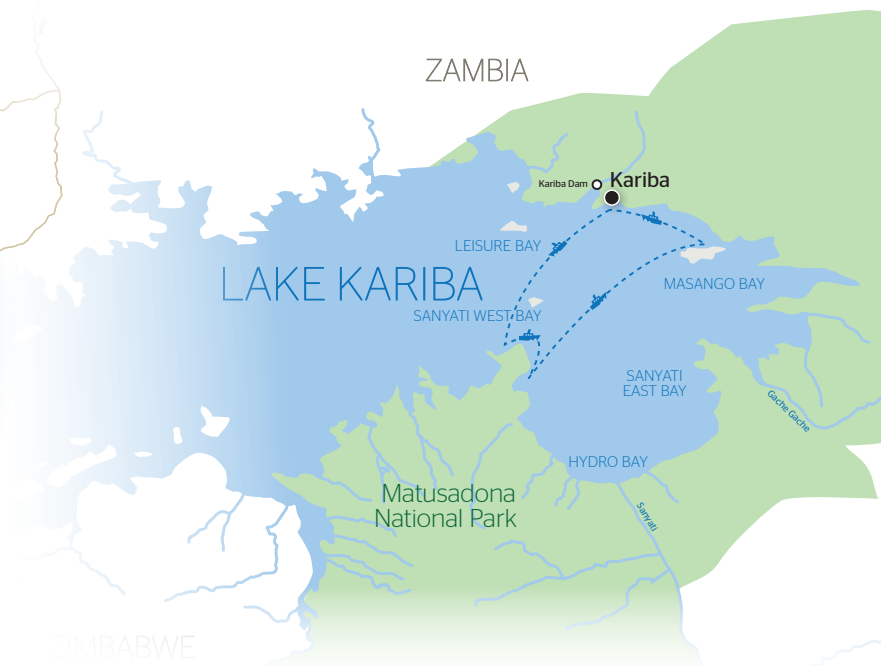 ZAMBIA
Kariba Dam
Kariba
LEISURE BAY
LAKE KARIBA
MASANGO BAY
SANYATI WEST BAY
SANYATI
EAST BAY
Gache Gache
HYDRO BAY
Matusadona
National Park
Sanyati
ZIMBABWE